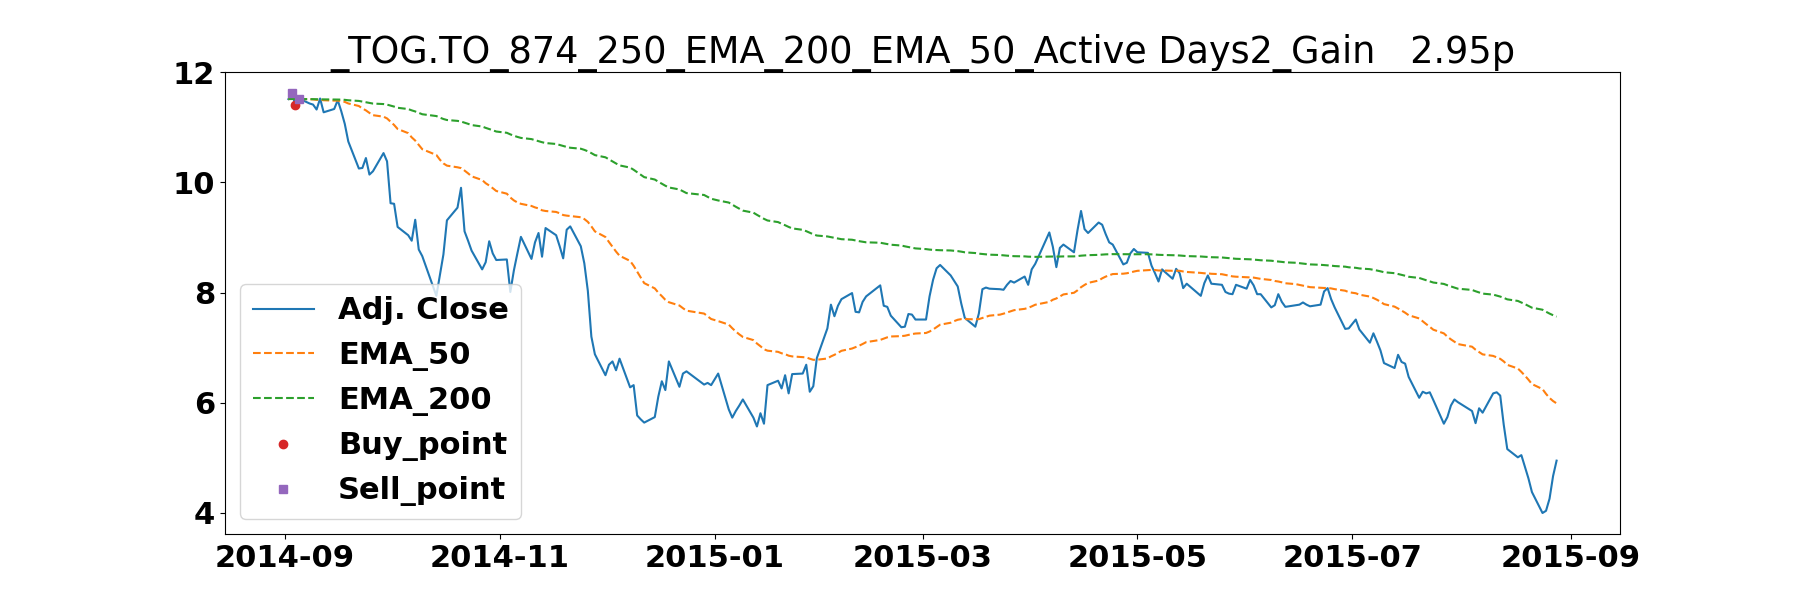 _TOG.TO_874_250_EMA_200_EMA_50_Active Days2_Gain   2.95p
12
10
8
6
4
Adj. Close
EMA_50
EMA_200
Buy_point
Sell_point
2014-09 2014-11 2015-01 2015-03 2015-05 2015-07 2015-09